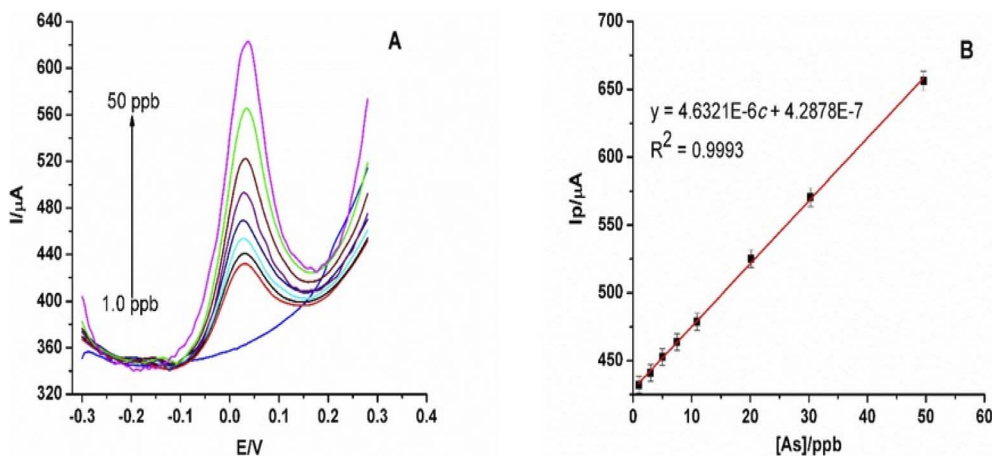 A
640
600
560
520
480
440
400
360
320
I/µA
50 ppb
1.0 ppb
-0.3 -0.2 -0.1 0.0 0.1 0.2 0.3 0.4
E/V
B
700
650
600
550
500
450
Ip/µA
y = 4.6321E-6c + 4.2878E-7
R² = 0.9993
0 10 20 30 40 50 60
[As]/ppb